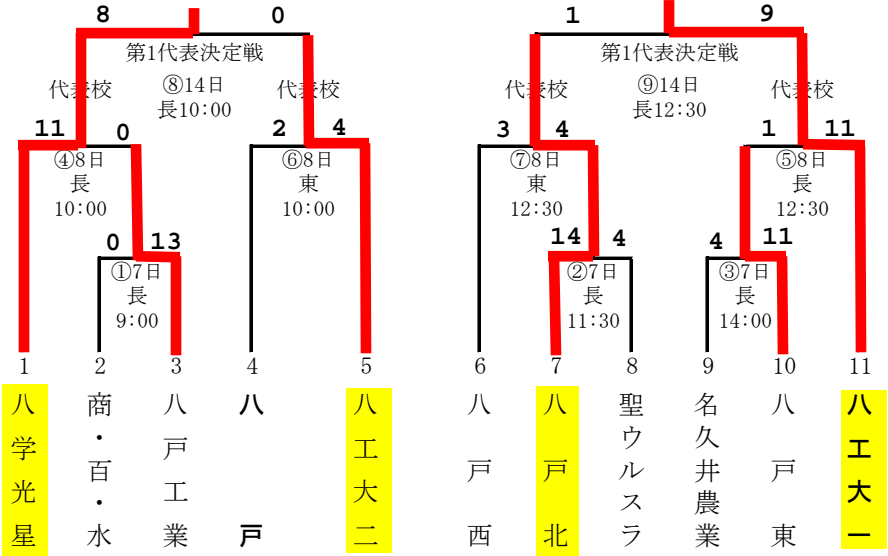 8 0 1 9
第1代表決定戦 第1代表決定戦
代表校 ⑧14日 代表校 代表校 ⑨14日 代表校
長10:00 長12:30
11 0 2 4 3 4 1 11
④8日 ⑥8日 ⑦8日 ⑤8日
長 東 東 長
10:00 10:00 12:30 12:30
0 13 14 4 4 11
①7日 ②7日 ③7日
長 長 長
9:00 11:30 14:00
1 2 3 4 5 6 7 8 9 10 11
八学光星
商・百・水
八戸工業
八戸
八工大二
八戸西
八戸北
聖ウルスラ
名久井農業
八戸東
八工大一